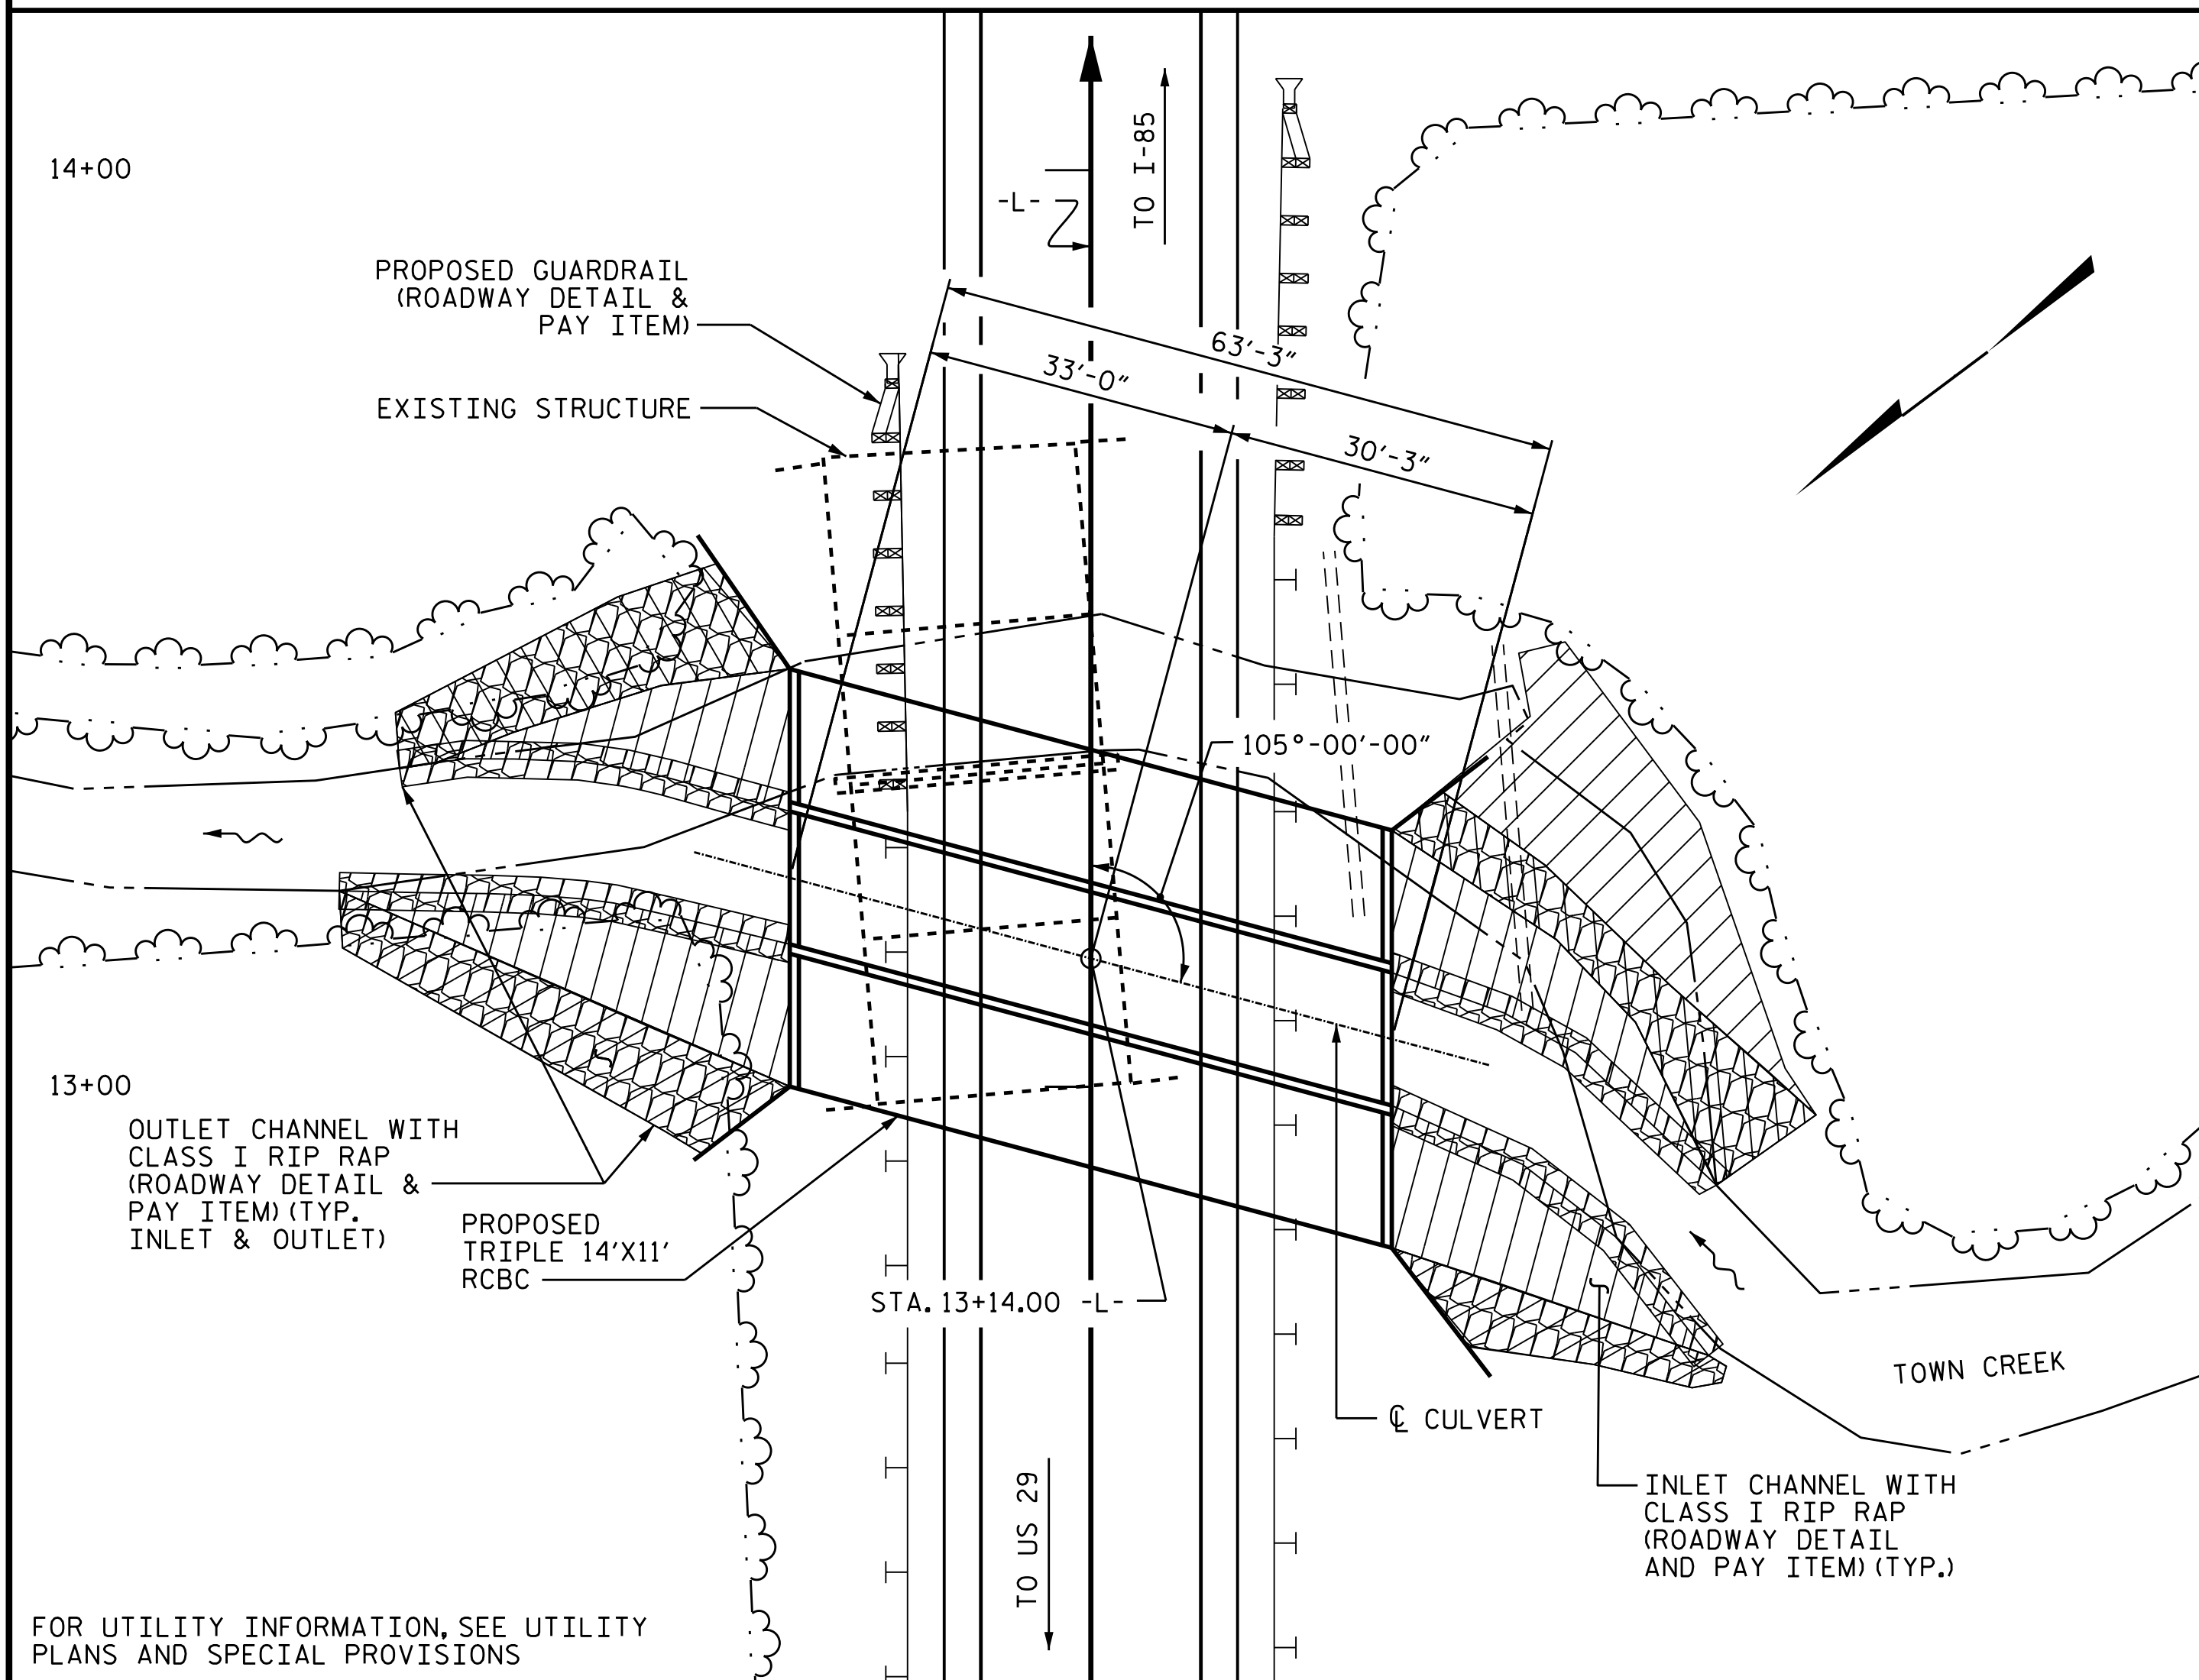 14+00
-L-
TO I-85
PROPOSED GUARDRAIL
(ROADWAY DETAIL &
PAY ITEM)
63'-3"
33'-0"
EXISTING STRUCTURE
30'-3"
105°-00'-00"
13+00
OUTLET CHANNEL WITH
CLASS I RIP RAP
(ROADWAY DETAIL &
PAY ITEM)(TYP.
INLET & OUTLET)
PROPOSED
TRIPLE 14'X11'
RCBC
STA. 13+14.00 -L-
TOWN CREEK
℄ CULVERT
TO US 29
INLET CHANNEL WITH
CLASS I RIP RAP
(ROADWAY DETAIL
AND PAY ITEM)(TYP.)
FOR UTILITY INFORMATION, SEE UTILITY
PLANS AND SPECIAL PROVISIONS